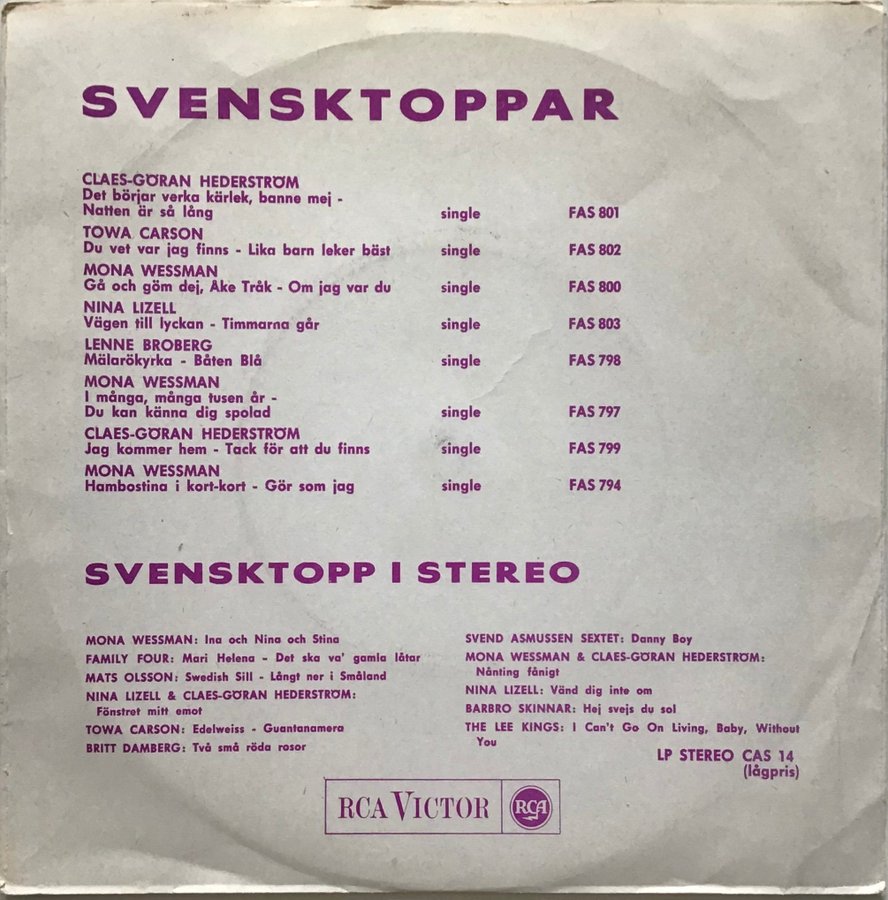 SVENSKTOPPAR
CLAES-GÖRAN HEDERSTRÖM
Det börjar verka kärlek, banne mej -
Natten är så lång single FAS 801
TOWA CARSON
Du vet var jag finns - Lika barn leker bäst single FAS 802
MONA WESSMAN
Gå och göm dej, Åke Tråk - Om jag var du single FAS 800
NINA LIZELL
Vägen till lyckan - Timmarna går single FAS 803
LENNE BROBERG
Mälarökyrka - Båten Blå single FAS 798
MONA WESSMAN
I många, många tusen år -
Du kan känna dig spolad single FAS 797
CLAES-GÖRAN HEDERSTRÖM
Jag kommer hem - Tack för att du finns single FAS 799
MONA WESSMAN
Hambostina i kort-kort - Gör som jag single FAS 794
SVENSKTOPP I STEREO
MONA WESSMAN: Ina och Nina och Stina
FAMILY FOUR: Mari Helena - Det ska va' gamla låtar
MATS OLSSON: Swedish Sill - Långt ner i Småland
NINA LIZELL & CLAES-GÖRAN HEDERSTRÖM:
Fönstret mitt emot
TOWA CARSON: Edelweiss - Guantanamera
BRITT DAMBERG: Två små röda rosor
SVEND ASMUSSEN SEXTET: Danny Boy
MONA WESSMAN & CLAES-GÖRAN HEDERSTRÖM:
Nånting fånigt
NINA LIZELL: Vänd dig inte om
BARBRO SKINNAR: Hej svejs du sol
THE LEE KINGS: I Can't Go On Living, Baby, Without
You
LP STEREO CAS 14
(lågpris)
RCA VICTOR RCA